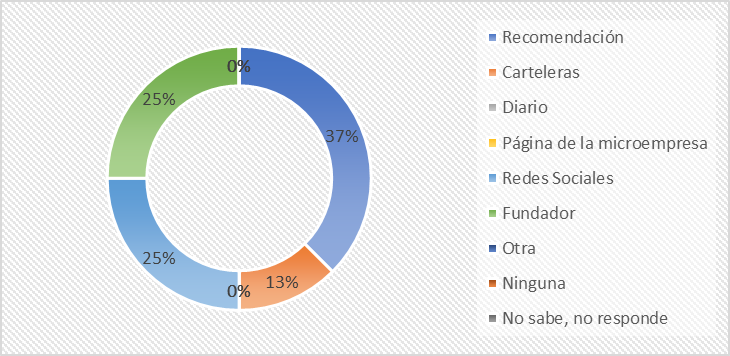 0%
37%
25%
25%
13%
0%
Recomendación
Carteleras
Diario
Página de la microempresa
Redes Sociales
Fundador
Otra
Ninguna
No sabe, no responde